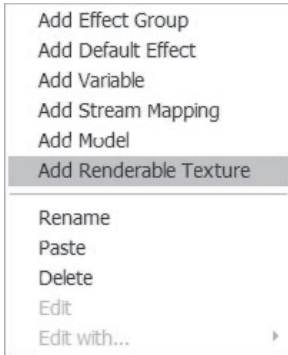 Add Effect Group
Add Default Effect
Add Variable
Add Stream Mapping
Add Model
Add Renderable Texture
Rename
Paste
Delete
Edit
Edit with...